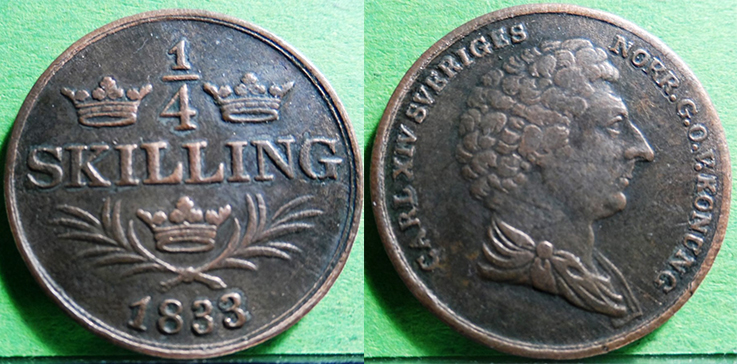 1/4
SKILLING
1833
CARL XIV SVERIGES NORR. G. O. V. KONUNG